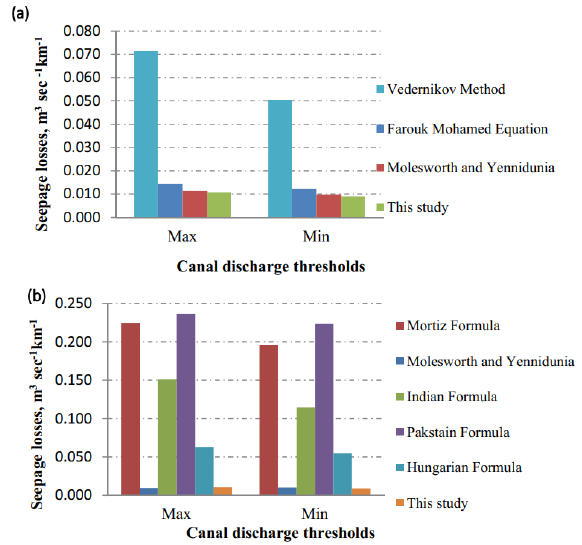 (a)
0.080
0.070
0.060
0.050
0.040
0.030
0.020
0.010
0.000
Seepage losses, m³ sec ⁻¹km⁻¹
Max
Min
Canal discharge thresholds
Vedernikov Method
Farouk Mohamed Equation
Molesworth and Yennidunia
This study
(b)
0.250
0.200
0.150
0.100
0.050
0.000
Seepage losses, m³ sec⁻¹km⁻¹
Max
Min
Canal discharge thresholds
Mortiz Formula
Molesworth and Yennidunia
Indian Formula
Pakstain Formula
Hungarian Formula
This study